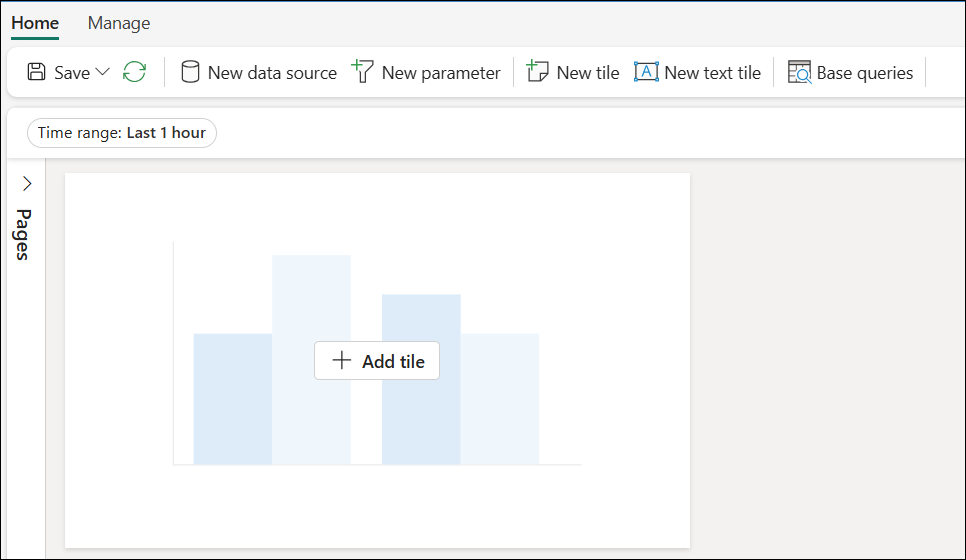 Home Manage
Save New data source New parameter New tile A New text tile Base queries
Time range: Last 1 hour
Pages
Add tile